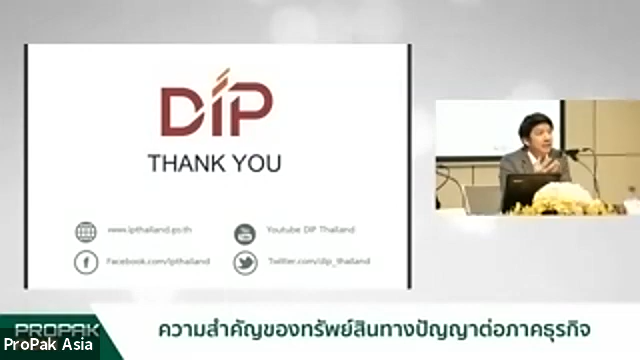 DIP
THANK YOU
www.ipthailand.go.th
Youtube DIP Thailand
Facebook.com/ipthailand
Twitter.com/dip_thailand
PROPAK
ความสำคัญของทรัพย์สินทางปัญญาต่อภาคธุรกิจ
ProPak Asia